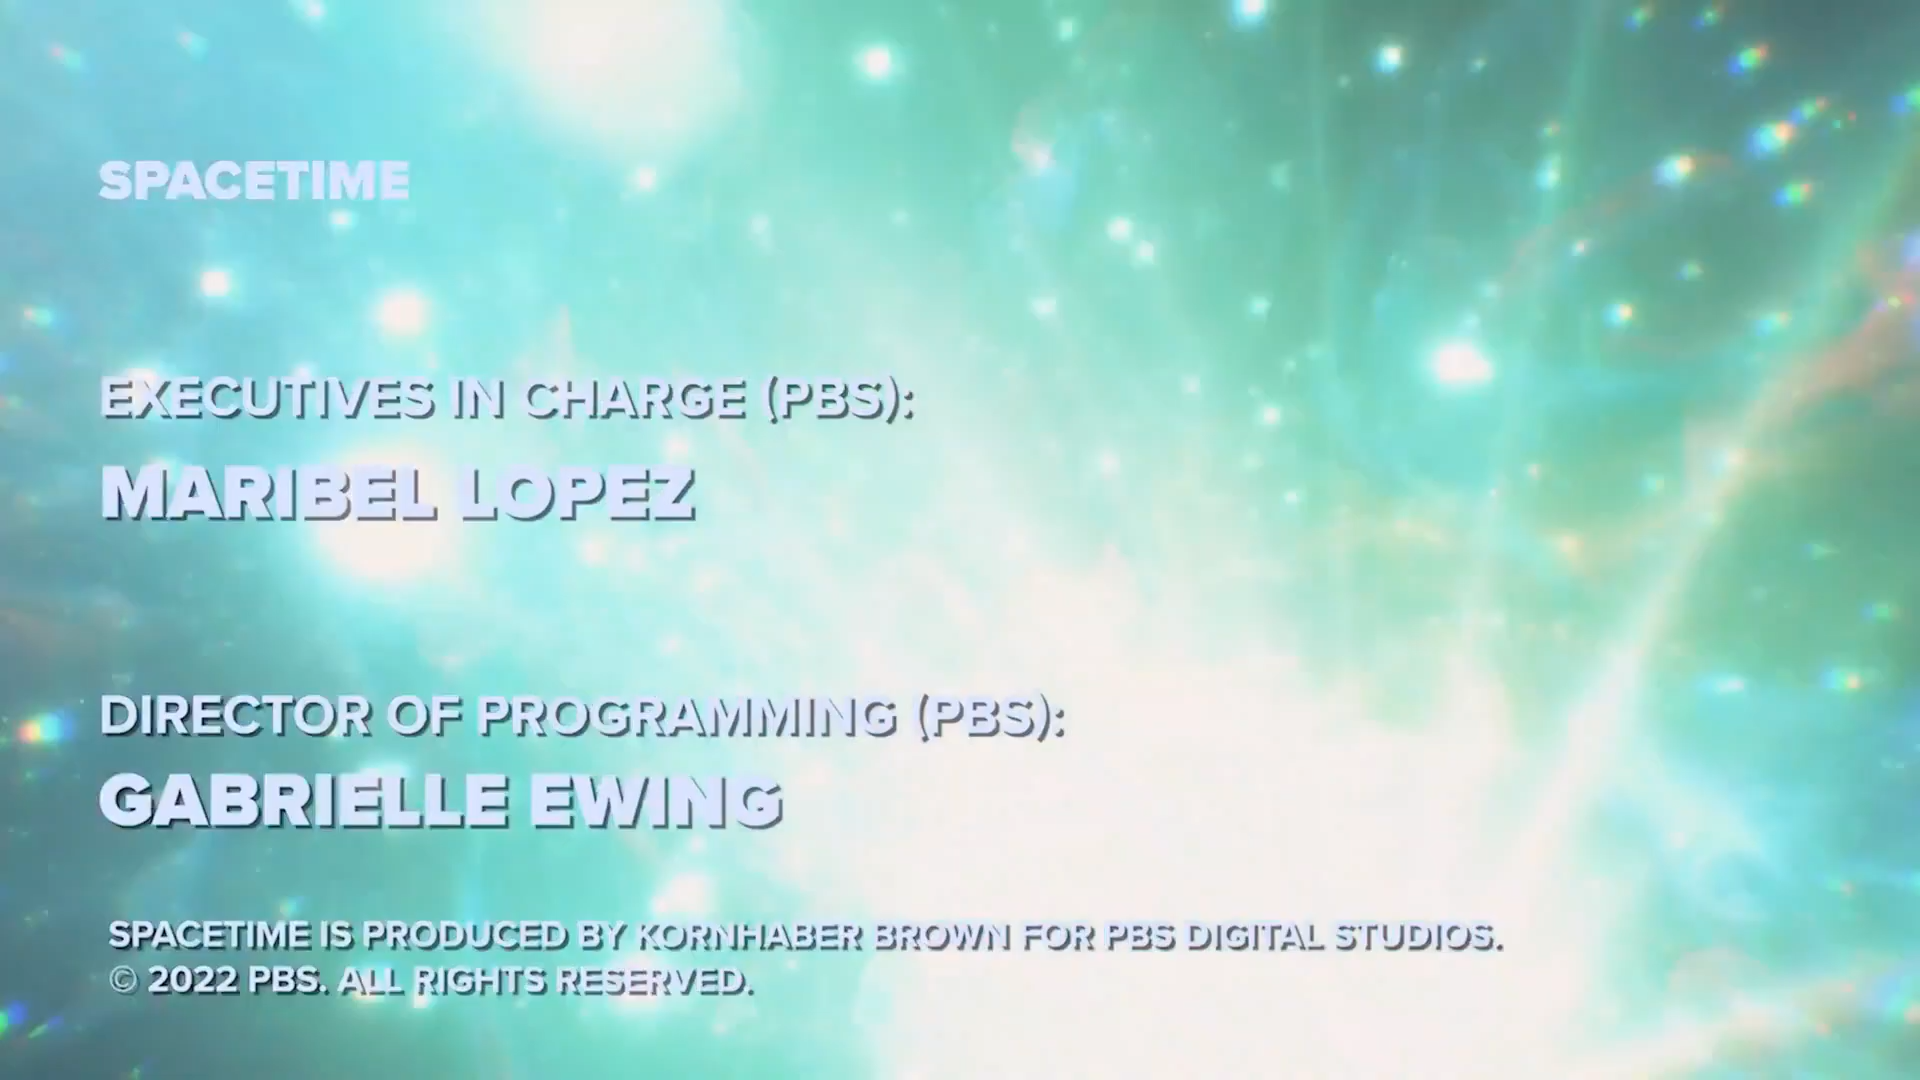 SPACETIME
EXECUTIVES IN CHARGE (PBS):
MARIBEL LOPEZ
DIRECTOR OF PROGRAMMING (PBS):
GABRIELLE EWING
SPACETIME IS PRODUCED BY KORNHABER BROWN FOR PBS DIGITAL STUDIOS.
© 2022 PBS. ALL RIGHTS RESERVED.